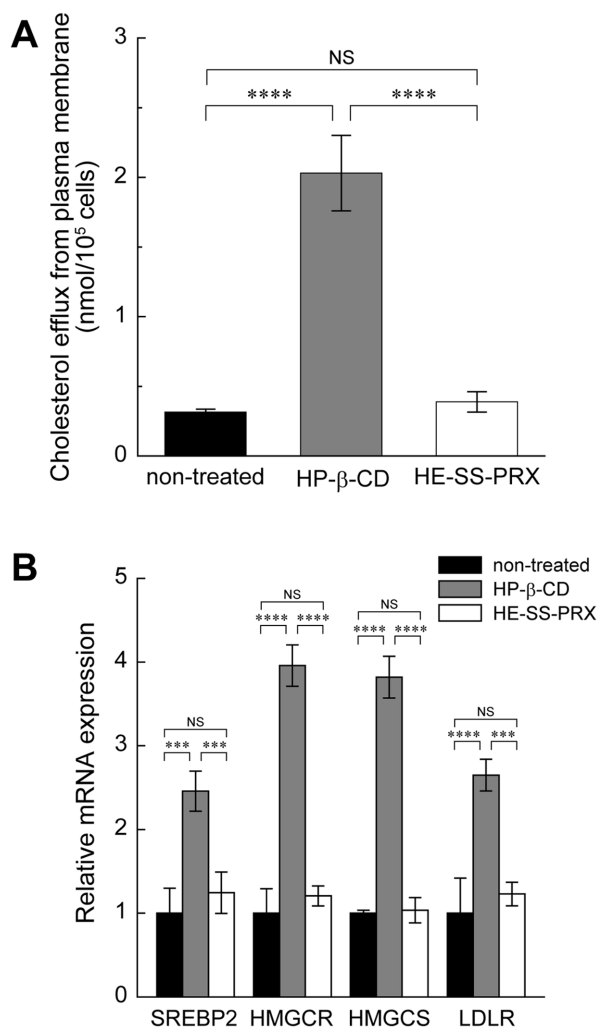 A
Cholesterol efflux from plasma membrane
(nmol/10⁵ cells)
3
2
1
0
NS
**** ****
non-treated HP-β-CD HE-SS-PRX
B
non-treated
HP-β-CD
HE-SS-PRX
Relative mRNA expression
5
4
3
2
1
0
NS
*** ***
NS
**** ****
NS
**** ****
NS
**** ***
SREBP2 HMGCR HMGCS LDLR